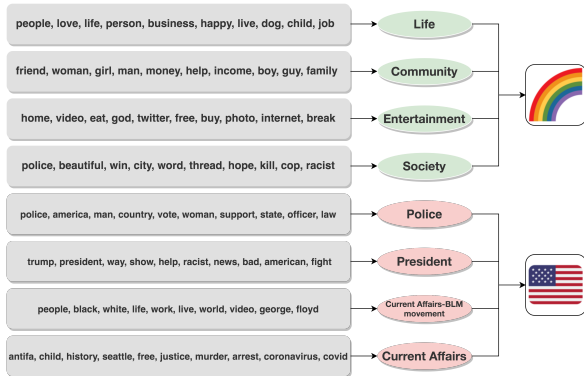 people, love, life, person, business, happy, live, dog, child, job
Life
friend, woman, girl, man, money, help, income, boy, guy, family
Community
home, video, eat, god, twitter, free, buy, photo, internet, break
Entertainment
police, beautiful, win, city, word, thread, hope, kill, cop, racist
Society
police, america, man, country, vote, woman, support, state, officer, law
Police
trump, president, way, show, help, racist, news, bad, american, fight
President
people, black, white, life, work, live, world, video, george, floyd
Current Affairs-BLM
movement
antifa, child, history, seattle, free, justice, murder, arrest, coronavirus, covid
Current Affairs